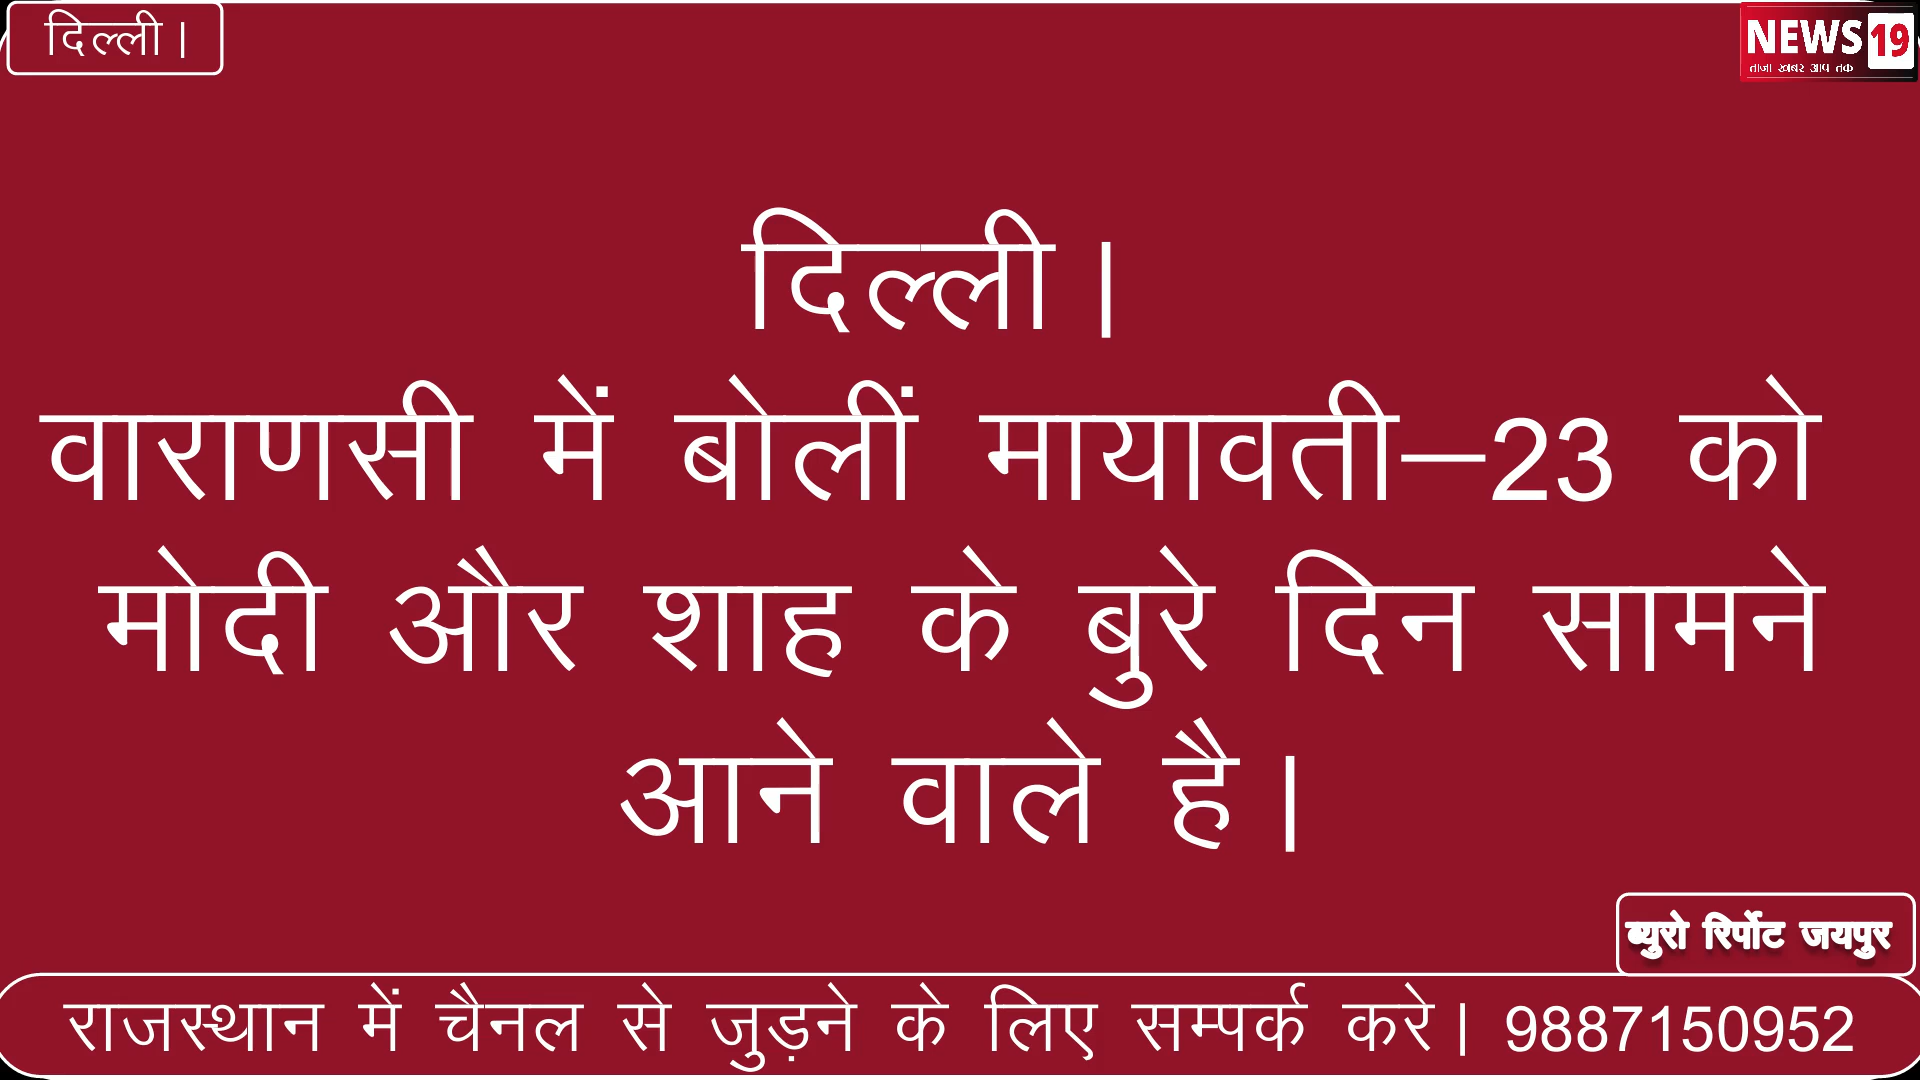 दिल्ली।
NEWS 19
ताजा खबर आप तक
दिल्ली।
वाराणसी में बोलीं मायावती–23 को
मोदी और शाह के बुरे दिन सामने
आने वाले है।
ब्युरो रिर्पोट जयपुर
राजस्थान में चैनल से जुड़ने के लिए सम्पर्क करे। 9887150952